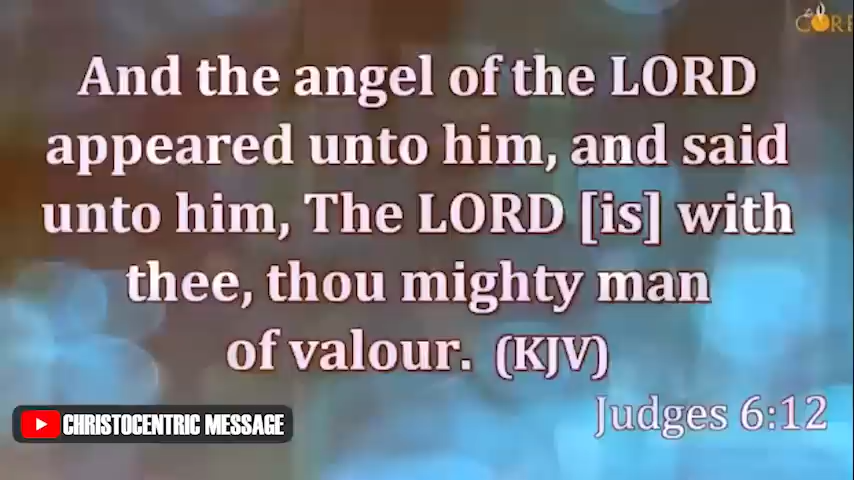 And the angel of the LORD
appeared unto him, and said
unto him, The LORD [is] with
thee, thou mighty man
of valour. (KJV)
Judges 6:12
CHRISTOCENTRIC MESSAGE